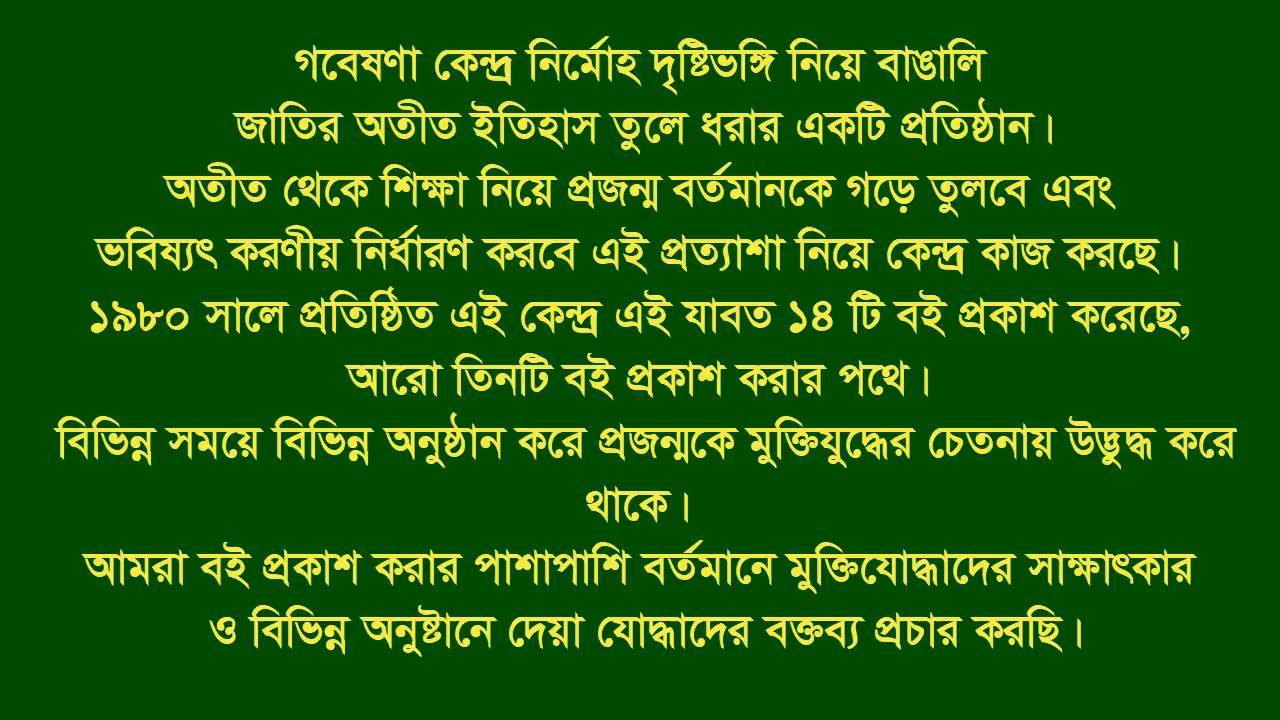 গবেষণা কেন্দ্র নির্মোহ দৃষ্টিভঙ্গি নিয়ে বাঙালি
জাতির অতীত ইতিহাস তুলে ধরার একটি প্রতিষ্ঠান।
অতীত থেকে শিক্ষা নিয়ে প্রজন্ম বর্তমানকে গড়ে তুলবে এবং
ভবিষ্যৎ করণীয় নির্ধারণ করবে এই প্রত্যাশা নিয়ে কেন্দ্র কাজ করছে।
১৯৮০ সালে প্রতিষ্ঠিত এই কেন্দ্র এই যাবত ১৪ টি বই প্রকাশ করেছে,
আরো তিনটি বই প্রকাশ করার পথে।
বিভিন্ন সময়ে বিভিন্ন অনুষ্ঠান করে প্রজন্মকে মুক্তিযুদ্ধের চেতনায় উদ্ভুদ্ধ করে
থাকে।
আমরা বই প্রকাশ করার পাশাপাশি বর্তমানে মুক্তিযোদ্ধাদের সাক্ষাৎকার
ও বিভিন্ন অনুষ্টানে দেয়া যোদ্ধাদের বক্তব্য প্রচার করছি।